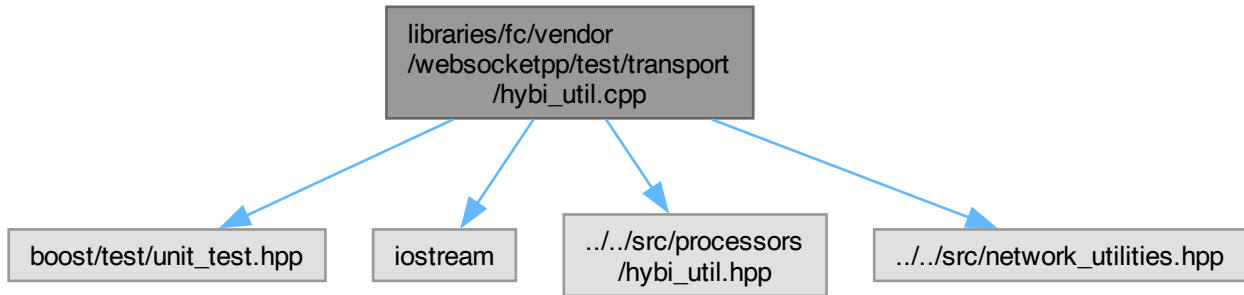 libraries/fc/vendor
/websocketpp/test/transport
/hybi_util.cpp
boost/test/unit_test.hpp
iostream
../../src/processors
/hybi_util.hpp
../../src/network_utilities.hpp